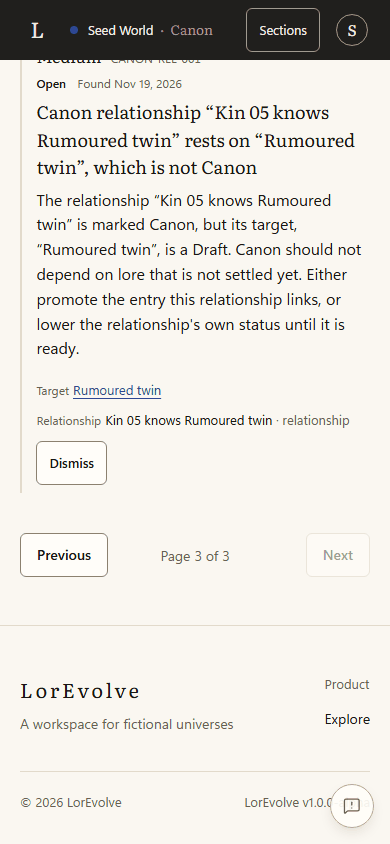 L
Seed World · Canon
Sections
S
Open Found Nov 19, 2026
Canon relationship “Kin 05 knows
Rumoured twin” rests on “Rumoured
twin”, which is not Canon
The relationship “Kin 05 knows Rumoured
twin” is marked Canon, but its target,
“Rumoured twin”, is a Draft. Canon should not
depend on lore that is not settled yet. Either
promote the entry this relationship links, or
lower the relationship's own status until it is
ready.
Target Rumoured twin
Relationship Kin 05 knows Rumoured twin · relationship
Dismiss
Previous
Page 3 of 3
Next
LorEvolve
A workspace for fictional universes
Product
Explore
© 2026 LorEvolve
LorEvolve v1.0.0